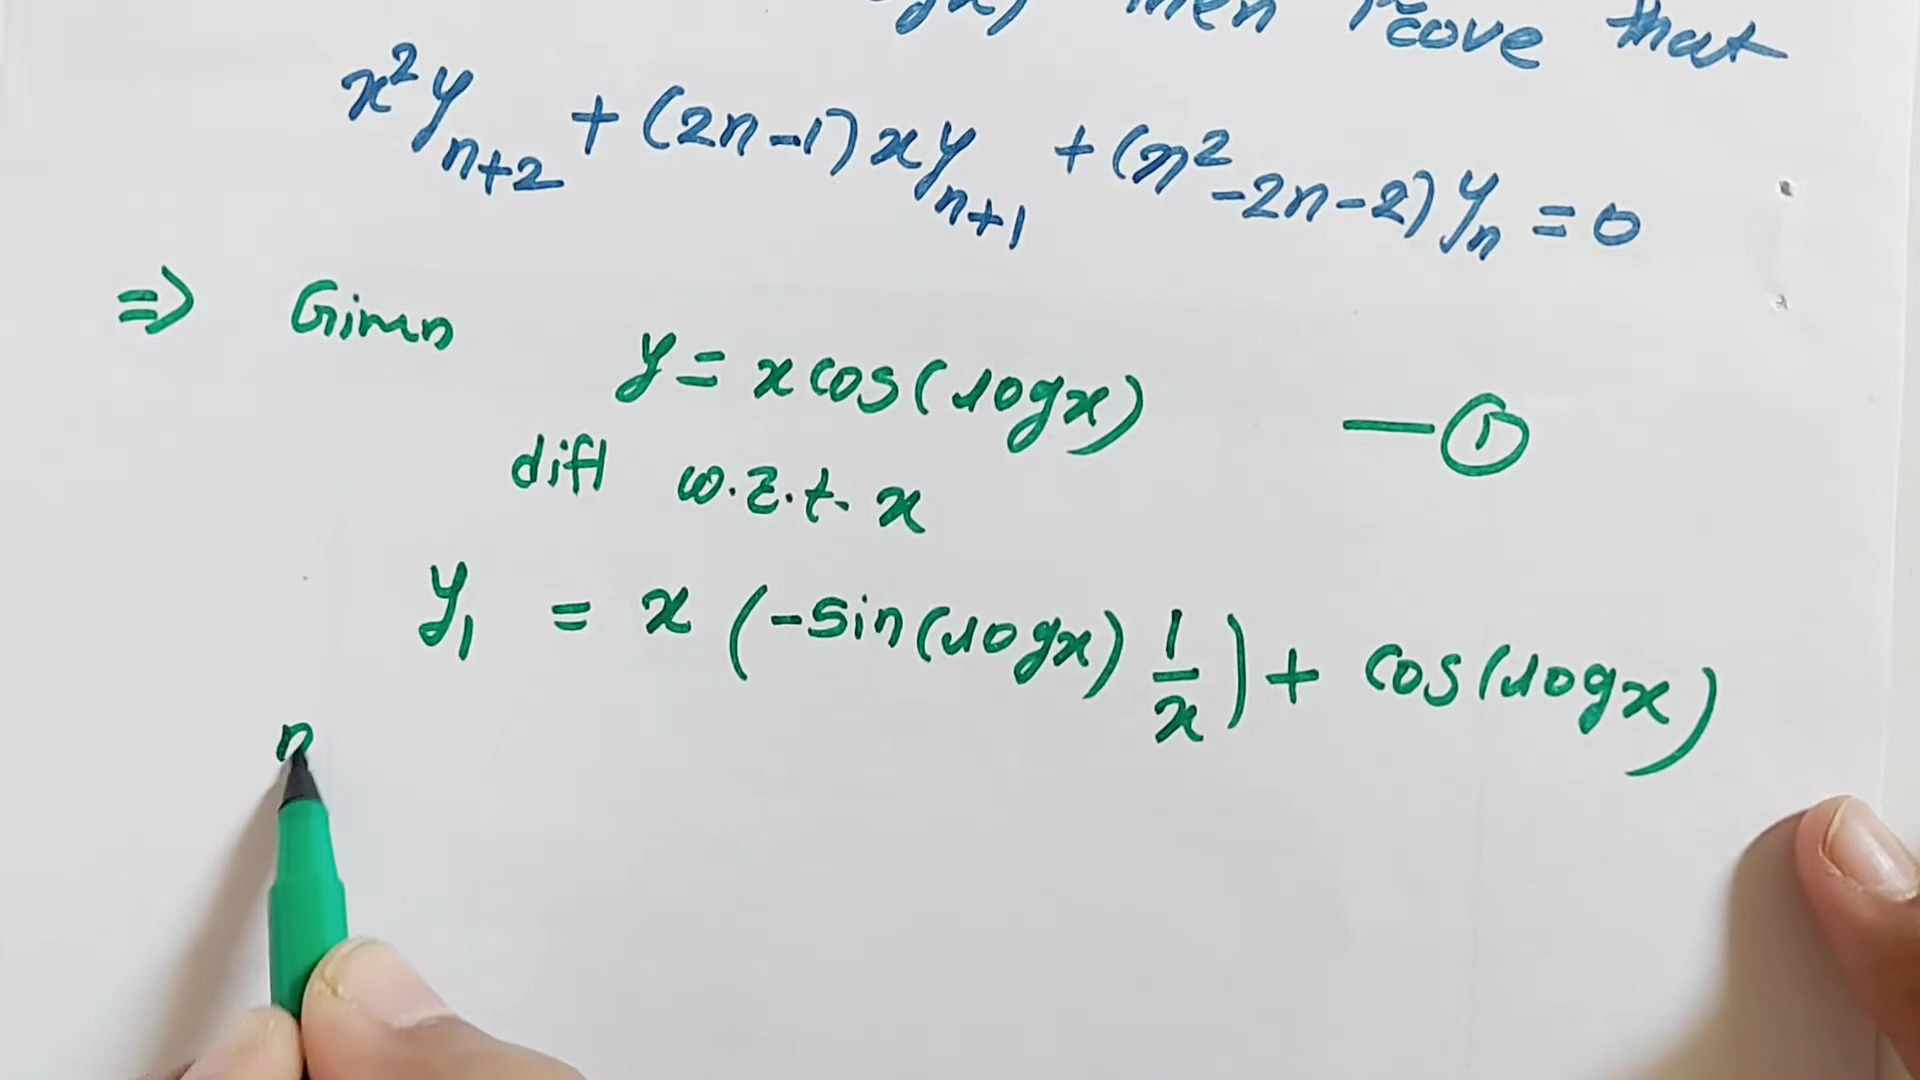 then Prove that
x²yₙ₊₂ + (2n-1)xyₙ₊₁ + (n²-2n-2)yₙ = 0
⇒ Given y = x cos(logx) —①
diff w.r.t. x
y₁ = x (-sin(logx) 1/x) + cos(logx)